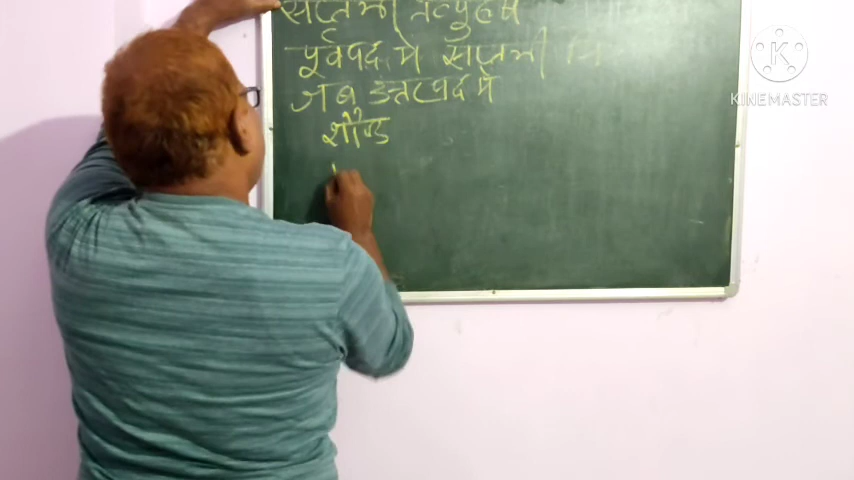 सप्तमी तत्पुरुष
पूर्वपद में सप्तमी
जब उत्तरपद में
शौण्ड
KINEMASTER